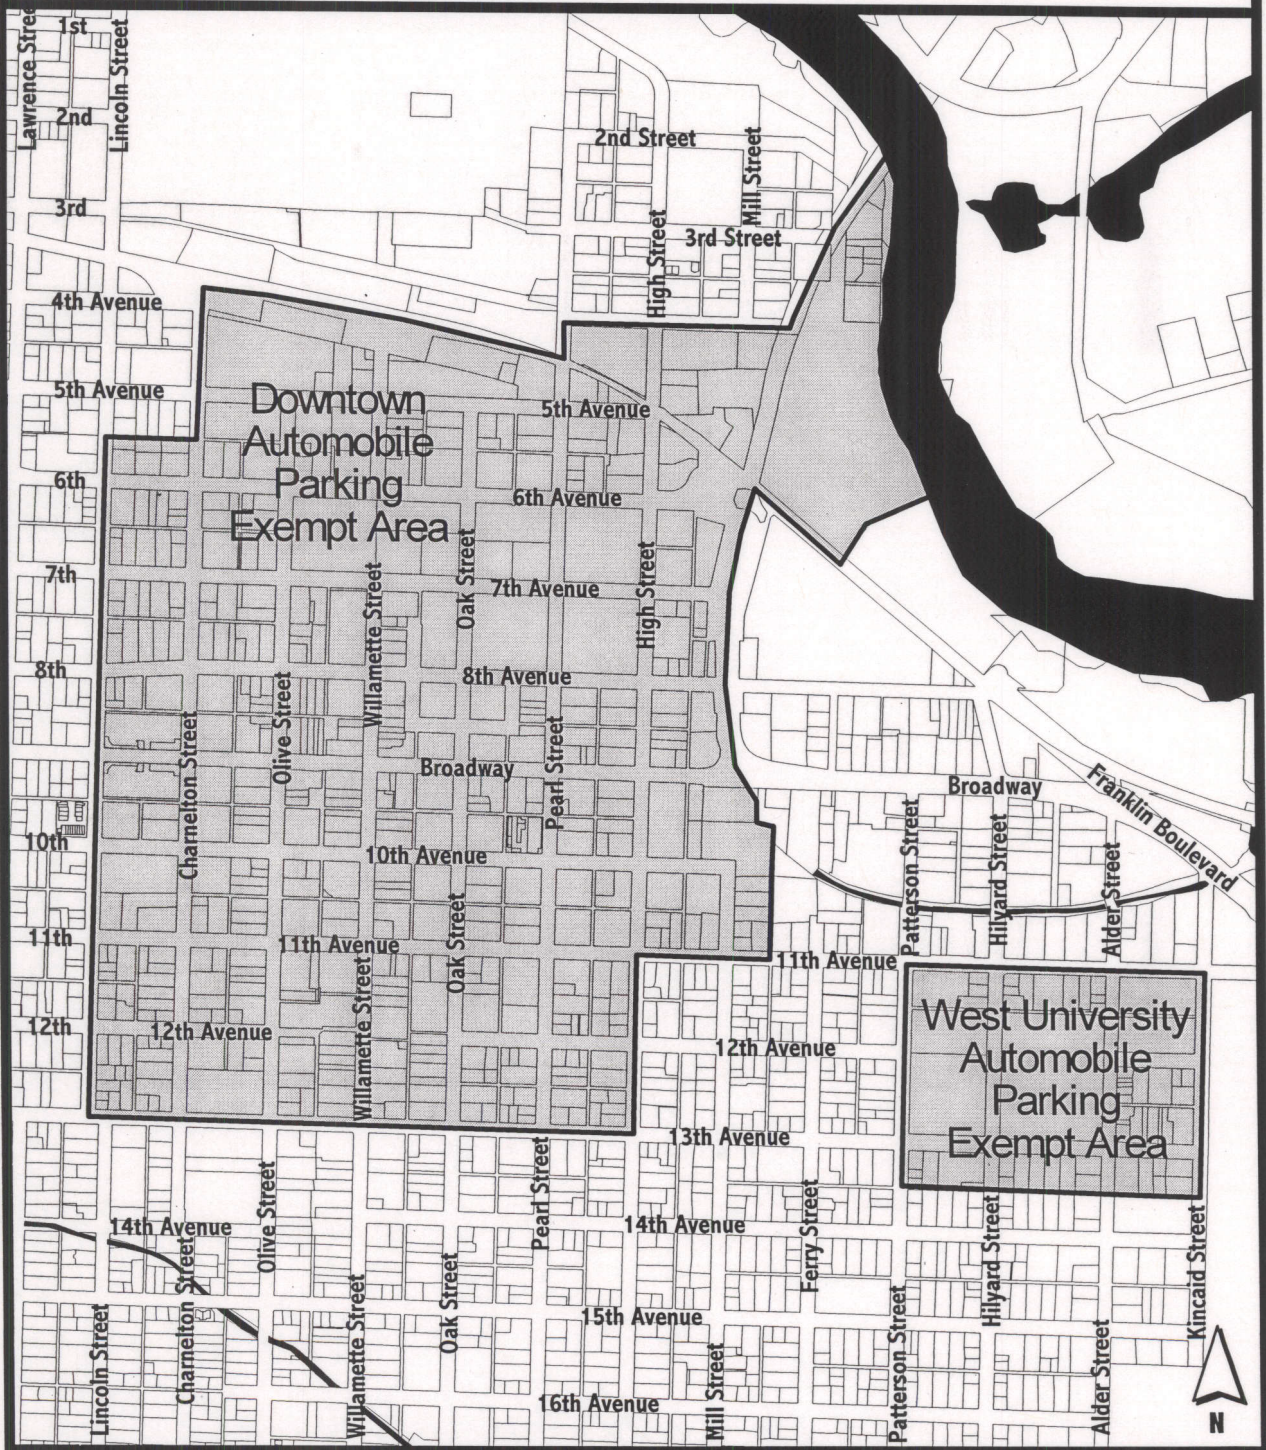 Lawrence Street
1st
Lincoln Street
2nd
2nd Street
Mill Street
3rd
High Street
3rd Street
4th Avenue
5th Avenue
Downtown
Automobile
Parking
Exempt Area
5th Avenue
6th
6th Avenue
7th
Willamette Street
Oak Street
7th Avenue
High Street
8th
8th Avenue
Charnelton Street
Olive Street
Broadway
Pearl Street
Broadway
Franklin Boulevard
10th
10th Avenue
Patterson Street
Hilyard Street
Alder Street
11th
11th Avenue
Oak Street
11th Avenue
12th
12th Avenue
Willamette Street
12th Avenue
West University
Automobile
Parking
Exempt Area
13th Avenue
14th Avenue
Charnelton Street
Olive Street
Pearl Street
14th Avenue
Ferry Street
Hilyard Street
Kincaid Street
Lincoln Street
Willamette Street
Oak Street
15th Avenue
16th Avenue
Mill Street
Patterson Street
Alder Street
N